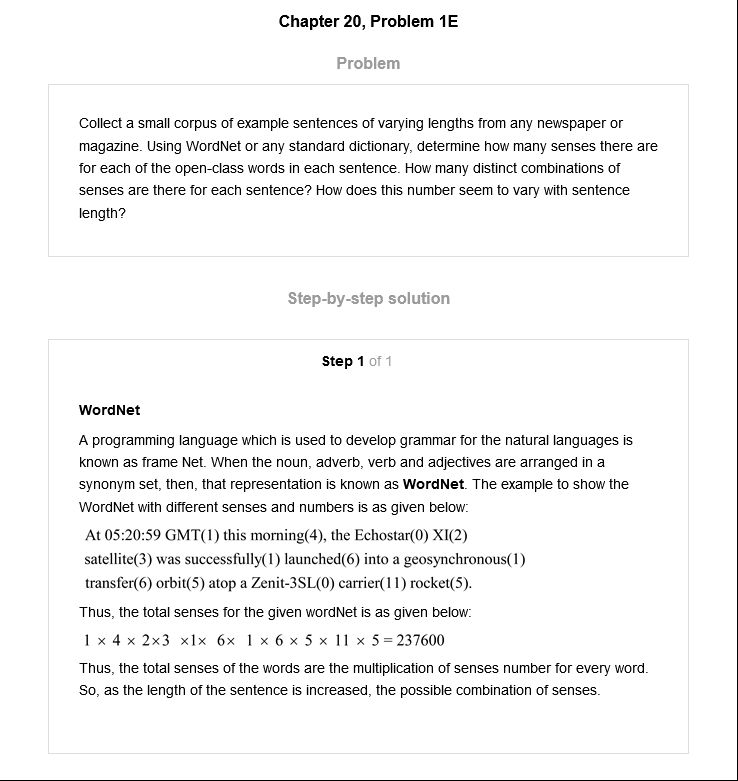 Chapter 20, Problem 1E
Problem
Collect a small corpus of example sentences of varying lengths from any newspaper or
magazine. Using WordNet or any standard dictionary, determine how many senses there are
for each of the open-class words in each sentence. How many distinct combinations of
senses are there for each sentence? How does this number seem to vary with sentence
length?
Step-by-step solution
Step 1 of 1
WordNet
A programming language which is used to develop grammar for the natural languages is
known as frame Net. When the noun, adverb, verb and adjectives are arranged in a
synonym set, then, that representation is known as WordNet. The example to show the
WordNet with different senses and numbers is as given below:
At 05:20:59 GMT(1) this morning(4), the Echostar(0) XI(2)
satellite(3) was successfully(1) launched(6) into a geosynchronous(1)
transfer(6) orbit(5) atop a Zenit-3SL(0) carrier(11) rocket(5).
Thus, the total senses for the given wordNet is as given below:
1 × 4 × 2×3 ×1× 6× 1 × 6 × 5 × 11 × 5 = 237600
Thus, the total senses of the words are the multiplication of senses number for every word.
So, as the length of the sentence is increased, the possible combination of senses.